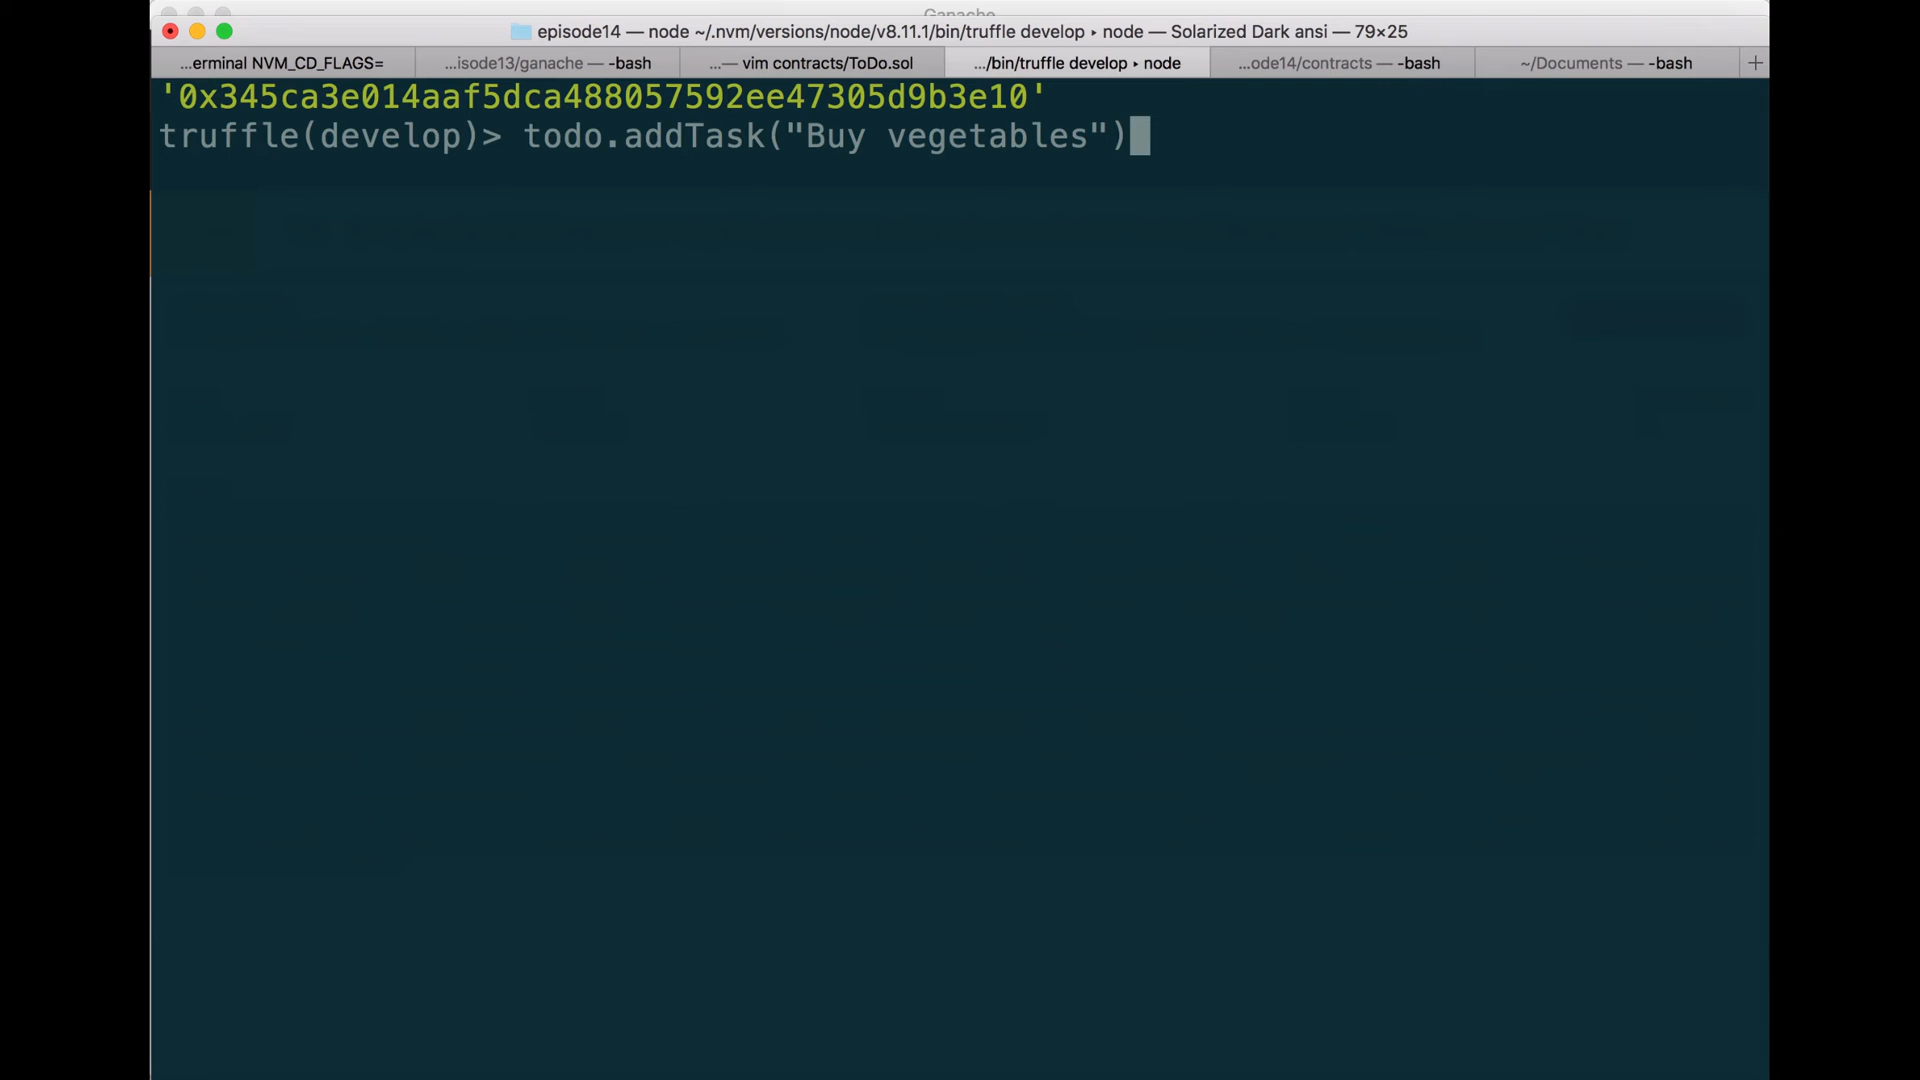 Ganache
episode14 — node ~/.nvm/versions/node/v8.11.1/bin/truffle develop ▸ node — Solarized Dark ansi — 79×25
...erminal NVM_CD_FLAGS=
...isode13/ganache — -bash
...— vim contracts/ToDo.sol
.../bin/truffle develop ▸ node
...ode14/contracts — -bash
~/Documents — -bash
+
'0x345ca3e014aaf5dca488057592ee47305d9b3e10'
truffle(develop)> todo.addTask("Buy vegetables")